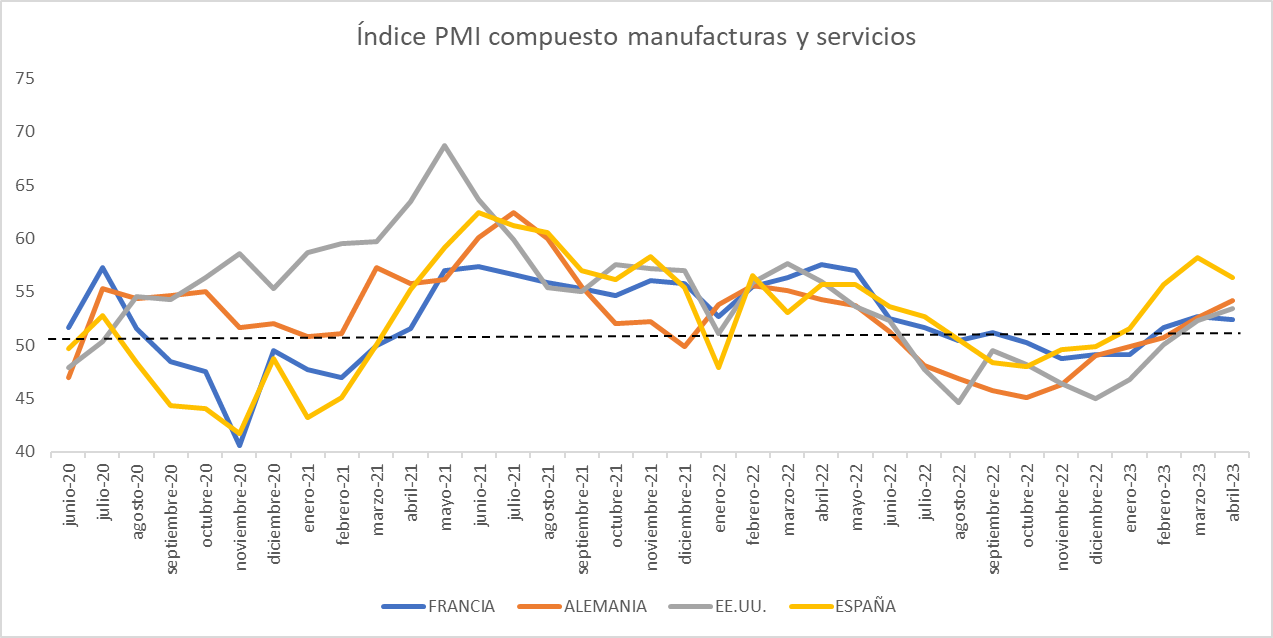 Índice PMI compuesto manufacturas y servicios
75
70
65
60
55
50
45
40
junio-20
julio-20
agosto-20
septiembre-20
octubre-20
noviembre-20
diciembre-20
enero-21
febrero-21
marzo-21
abril-21
mayo-21
junio-21
julio-21
agosto-21
septiembre-21
octubre-21
noviembre-21
diciembre-21
enero-22
febrero-22
marzo-22
abril-22
mayo-22
junio-22
julio-22
agosto-22
septiembre-22
octubre-22
noviembre-22
diciembre-22
enero-23
febrero-23
marzo-23
abril-23
FRANCIA ALEMANIA EE.UU. ESPAÑA